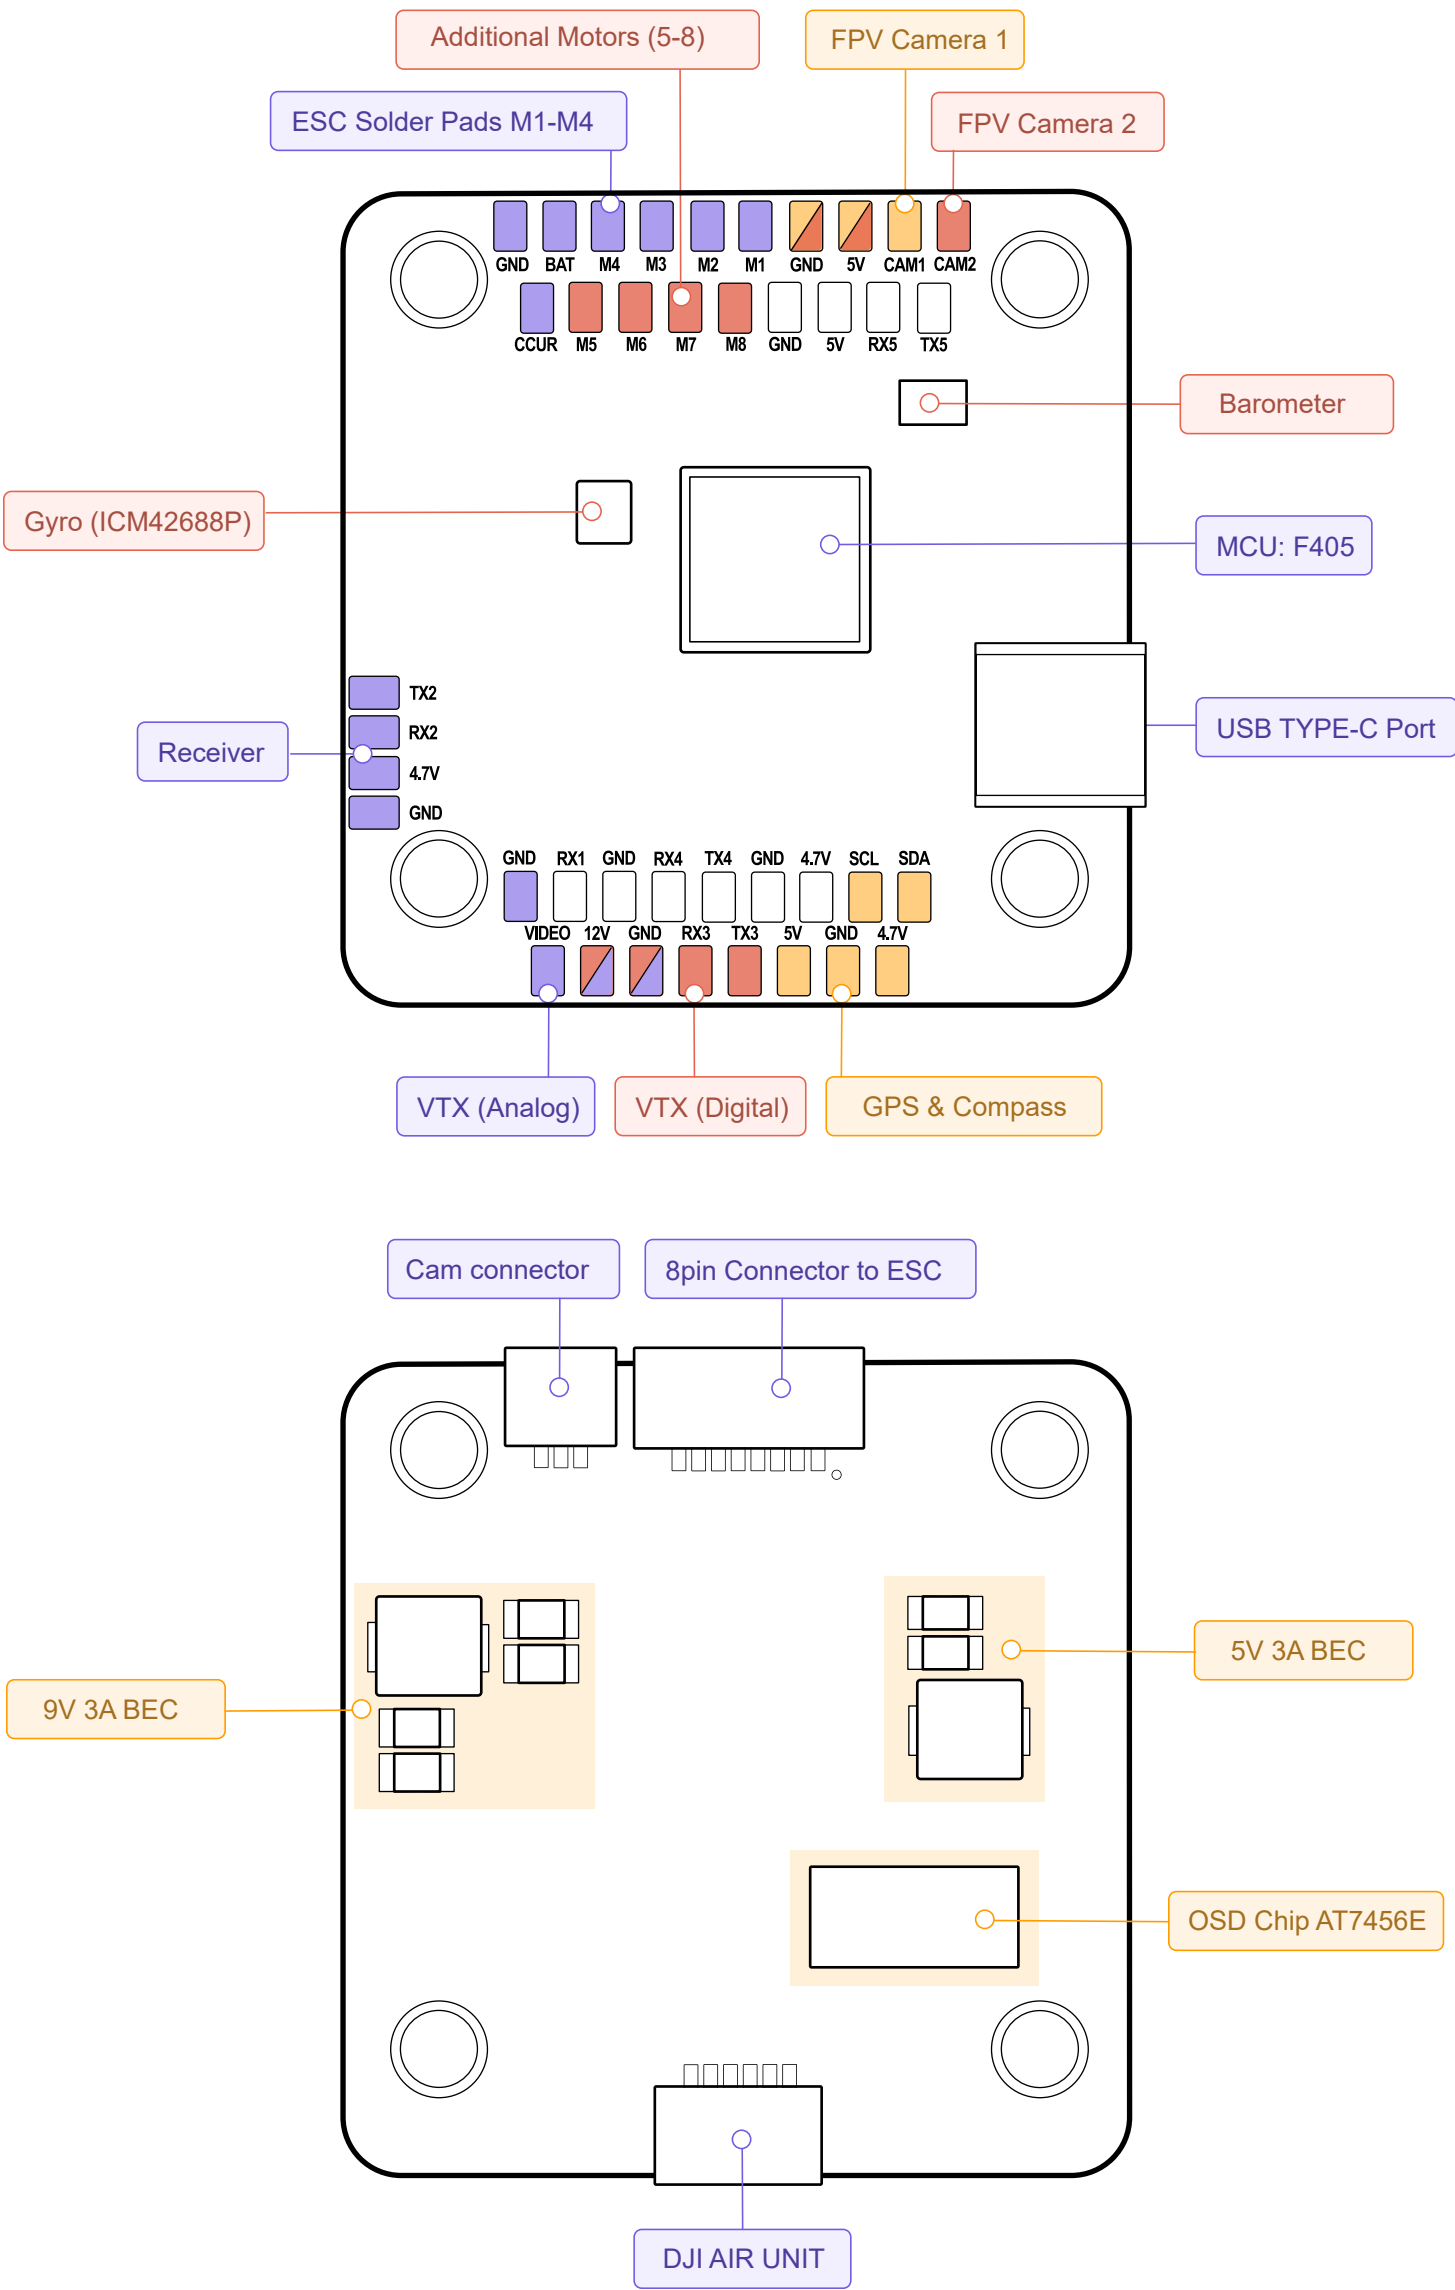 Additional Motors (5-8)
FPV Camera 1
ESC Solder Pads M1-M4
FPV Camera 2
GND BAT M4 M3 M2 M1 GND 5V CAM1 CAM2
CCUR M5 M6 M7 M8 GND 5V RX5 TX5
Barometer
Gyro (ICM42688P)
MCU: F405
TX2
RX2
4.7V
GND
Receiver
USB TYPE-C Port
GND RX1 GND RX4 TX4 GND 4.7V SCL SDA
VIDEO 12V GND RX3 TX3 5V GND 4.7V
VTX (Analog)
VTX (Digital)
GPS & Compass
Cam connector
8pin Connector to ESC
5V 3A BEC
9V 3A BEC
OSD Chip AT7456E
DJI AIR UNIT